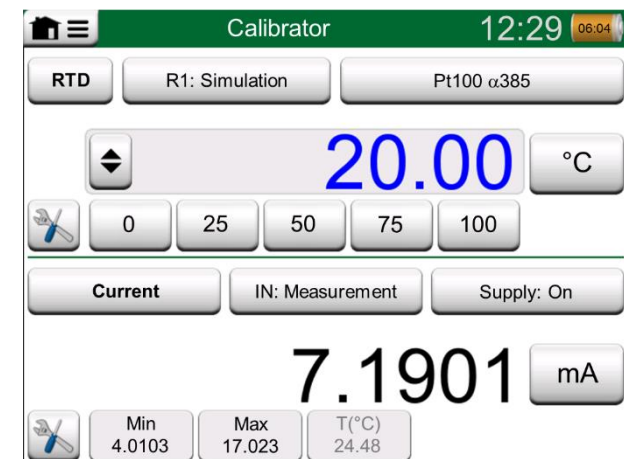 Calibrator 12:29 06:04
RTD R1: Simulation Pt100 α385
20.00 °C
0 25 50 75 100
Current IN: Measurement Supply: On
7.1901 mA
Min Max T(°C)
4.0103 17.023 24.48